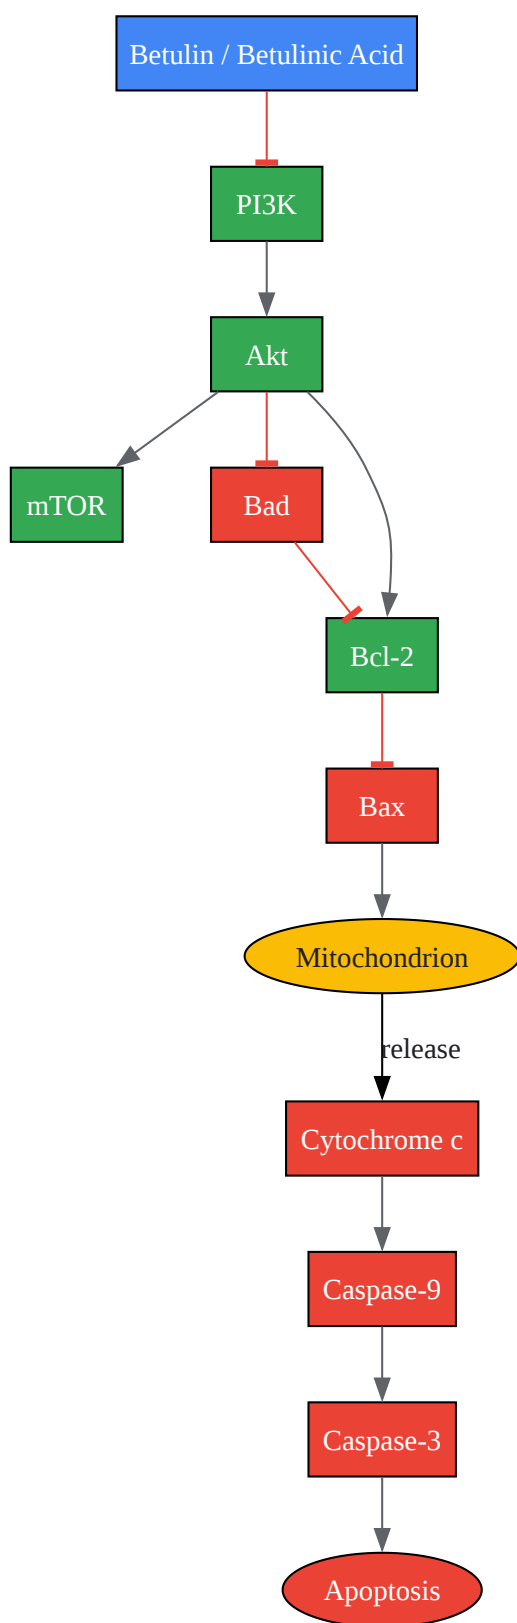 Betulin / Betulinic Acid
PI3K
Akt
mTOR
Bad
Bcl-2
Bax
Mitochondrion
release
Cytochrome c
Caspase-9
Caspase-3
Apoptosis